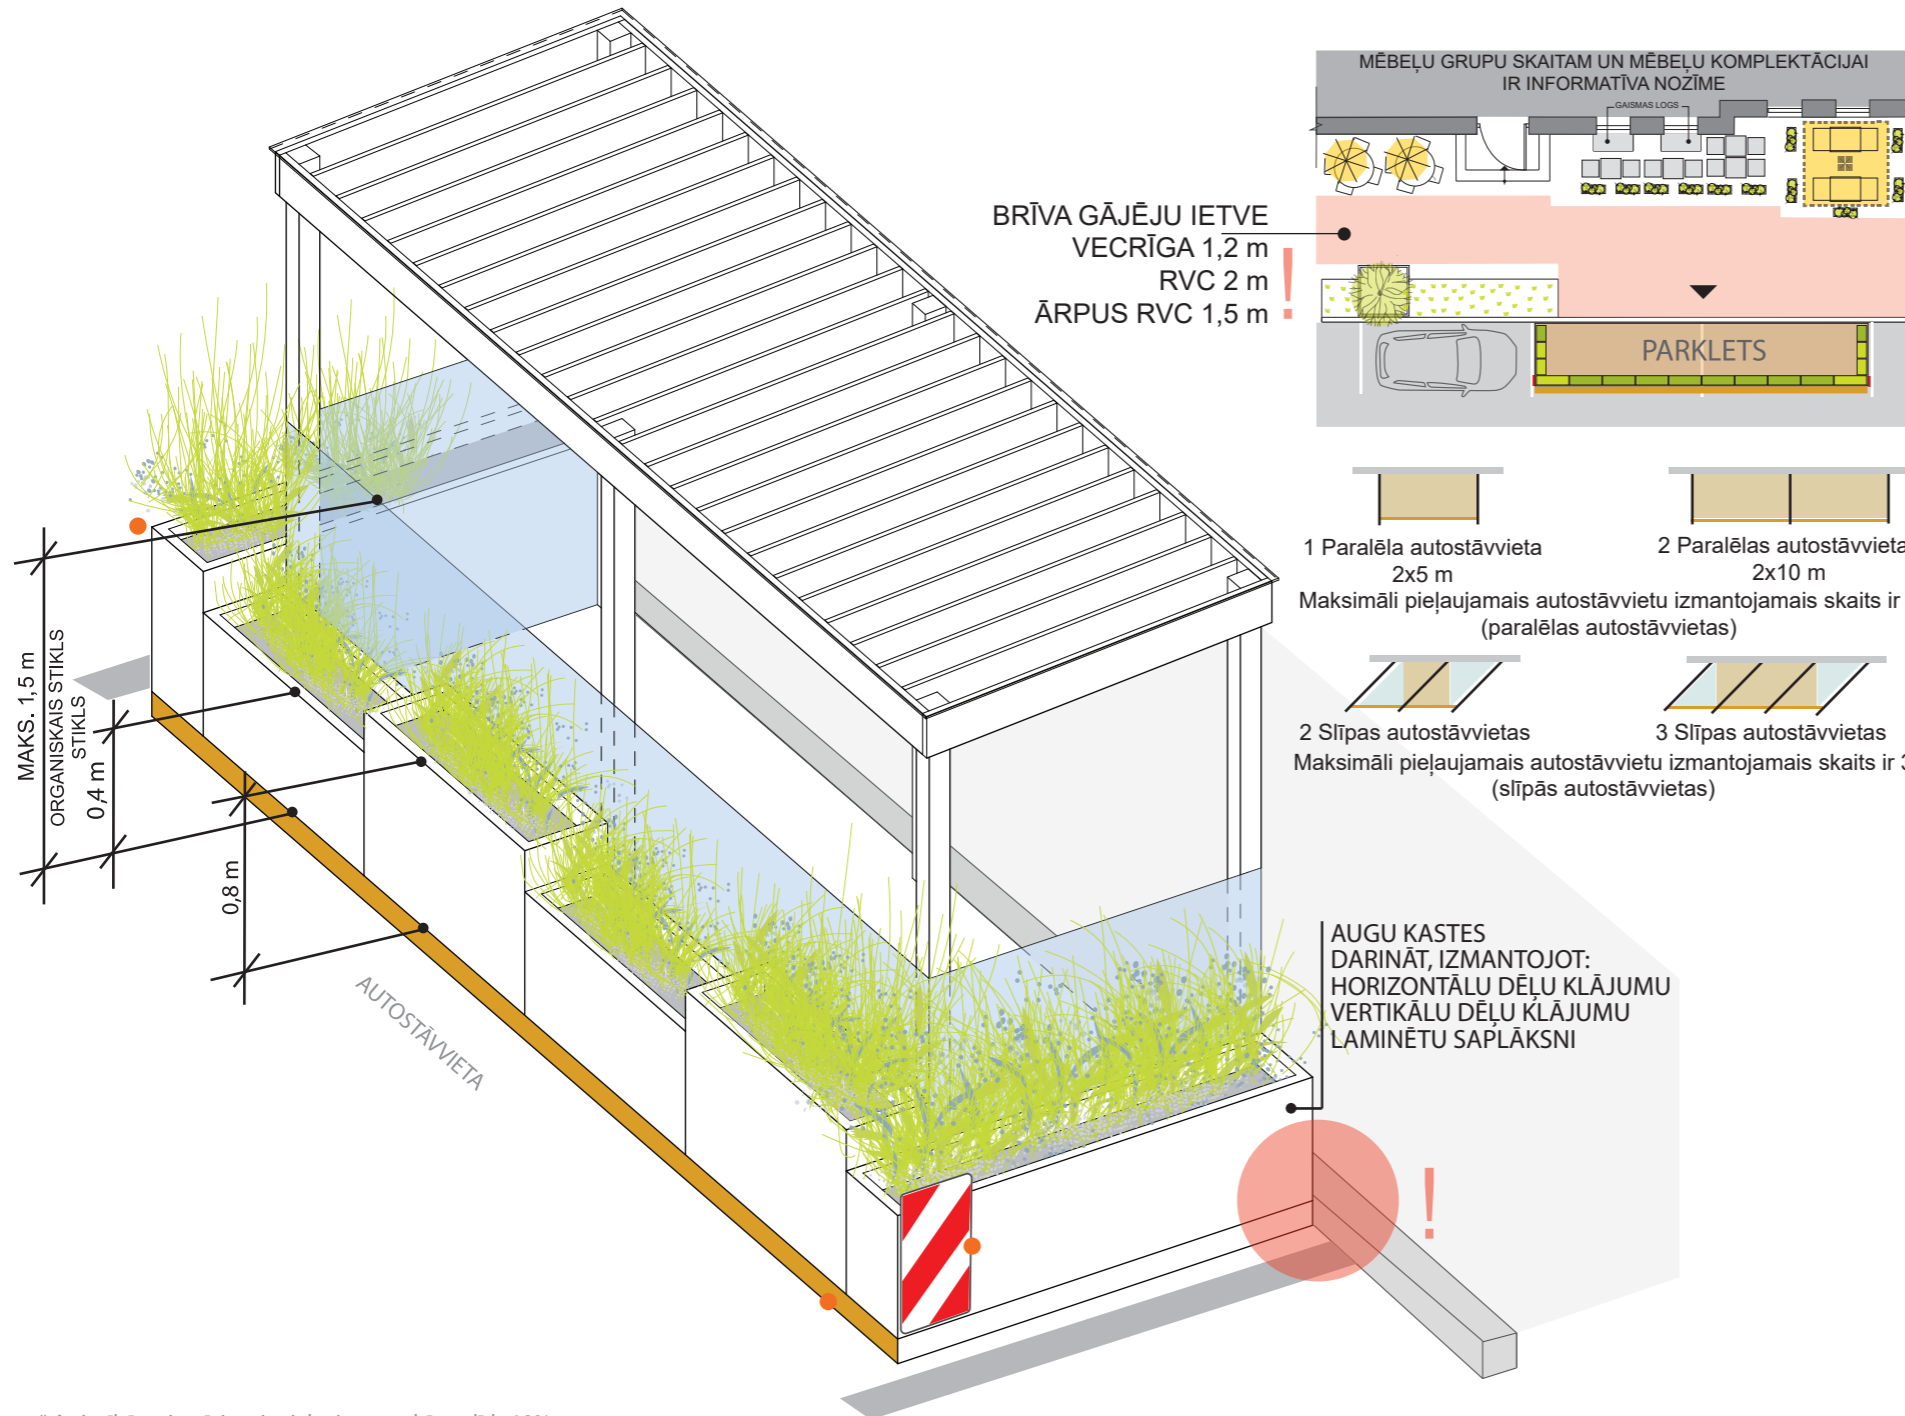 MĒBEĻU GRUPU SKAITAM UN MĒBEĻU KOMPLEKTĀCIJAI
IR INFORMATĪVA NOZĪME
GAISMAS LOGS
BRĪVA GĀJĒJU IETVE
VECRĪGA 1,2 m
RVC 2 m
ĀRPUS RVC 1,5 m
!
PARKLETS
1 Paralēla autostāvvieta
2x5 m
2 Paralēlas autostāvvieta
2x10 m
Maksimāli pieļaujamais autostāvvietu izmantojamais skaits ir
(paralēlas autostāvvietas)
2 Slīpas autostāvvietas
3 Slīpas autostāvvietas
Maksimāli pieļaujamais autostāvvietu izmantojamais skaits ir 3
(slīpās autostāvvietas)
MAKS. 1,5 m
ORGANISKAIS STIKLS
STIKLS
0,4 m
0,8 m
AUTOSTĀVVIETA
AUGU KASTES
DARINĀT, IZMANTOJOT:
HORIZONTĀLU DĒĻU KLĀJUMU
VERTIKĀLU DĒĻU KLĀJUMU
LAMINĒTU SAPLĀKSNI
!